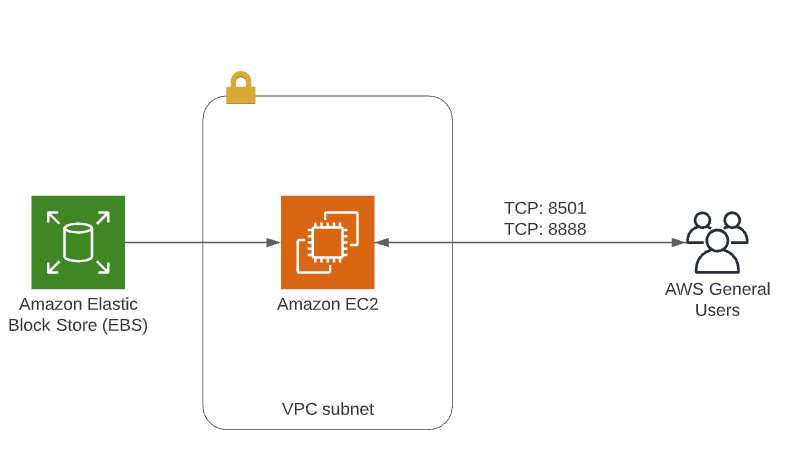 TCP: 8501
TCP: 8888
Amazon Elastic
Block Store (EBS)
Amazon EC2
AWS General
Users
VPC subnet